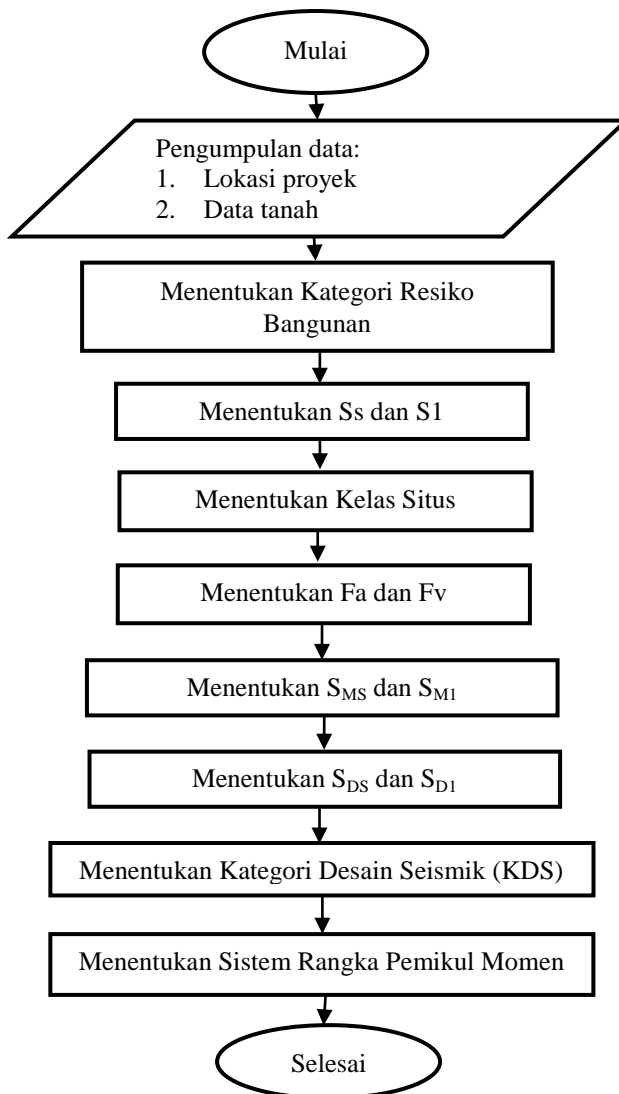 Mulai
Pengumpulan data:
1. Lokasi proyek
2. Data tanah
Menentukan Kategori Resiko
Bangunan
Menentukan Ss dan S1
Menentukan Kelas Situs
Menentukan Fa dan Fv
Menentukan SMS dan SM1
Menentukan SDS dan SD1
Menentukan Kategori Desain Seismik (KDS)
Menentukan Sistem Rangka Pemikul Momen
Selesai